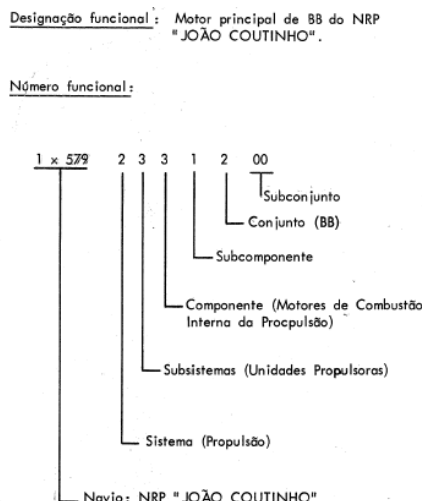 Designação funcional: Motor principal de BB do NRP
"JOÃO COUTINHO".
Número funcional:
1 x 579 2 3 3 1 2 00
Subconjunto
Conjunto (BB)
Subcomponente
Componente (Motores de Combustão
Interna da Procpulsão)
Subsistemas (Unidades Propulsoras)
Sistema (Propulsão)
Navio: NRP "JOÃO COUTINHO"